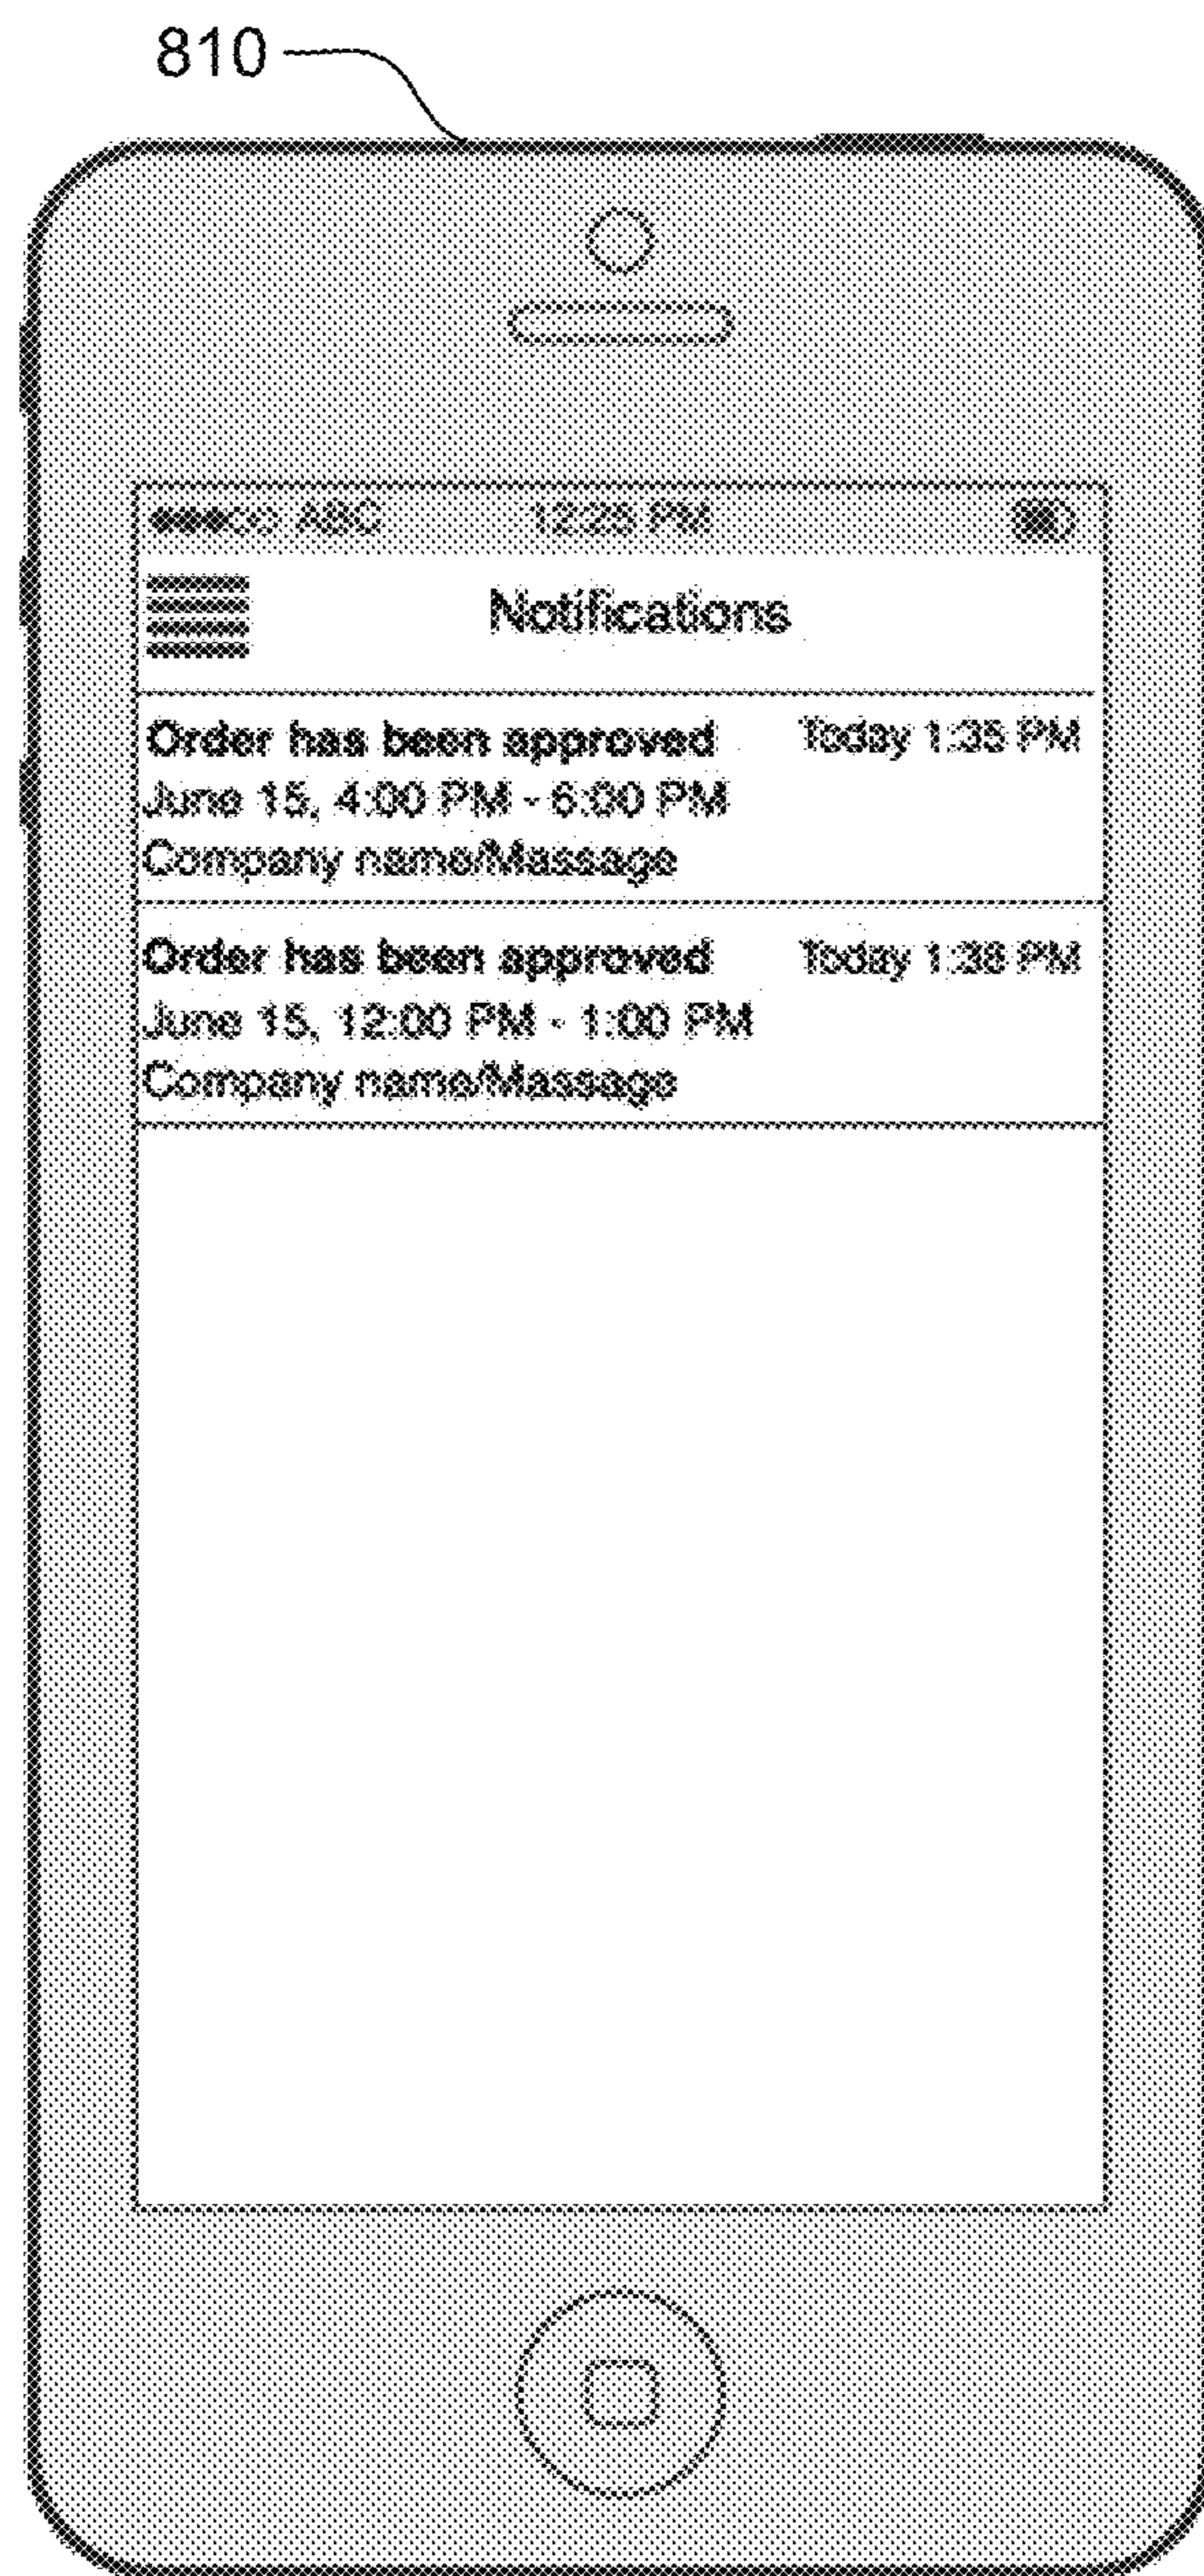 810
ABC 12:25 PM
Notifications
Order has been approved Today 1:35 PM
June 15, 4:00 PM - 6:00 PM
Company name/Massage
Order has been approved Today 1:38 PM
June 15, 12:00 PM - 1:00 PM
Company name/Massage